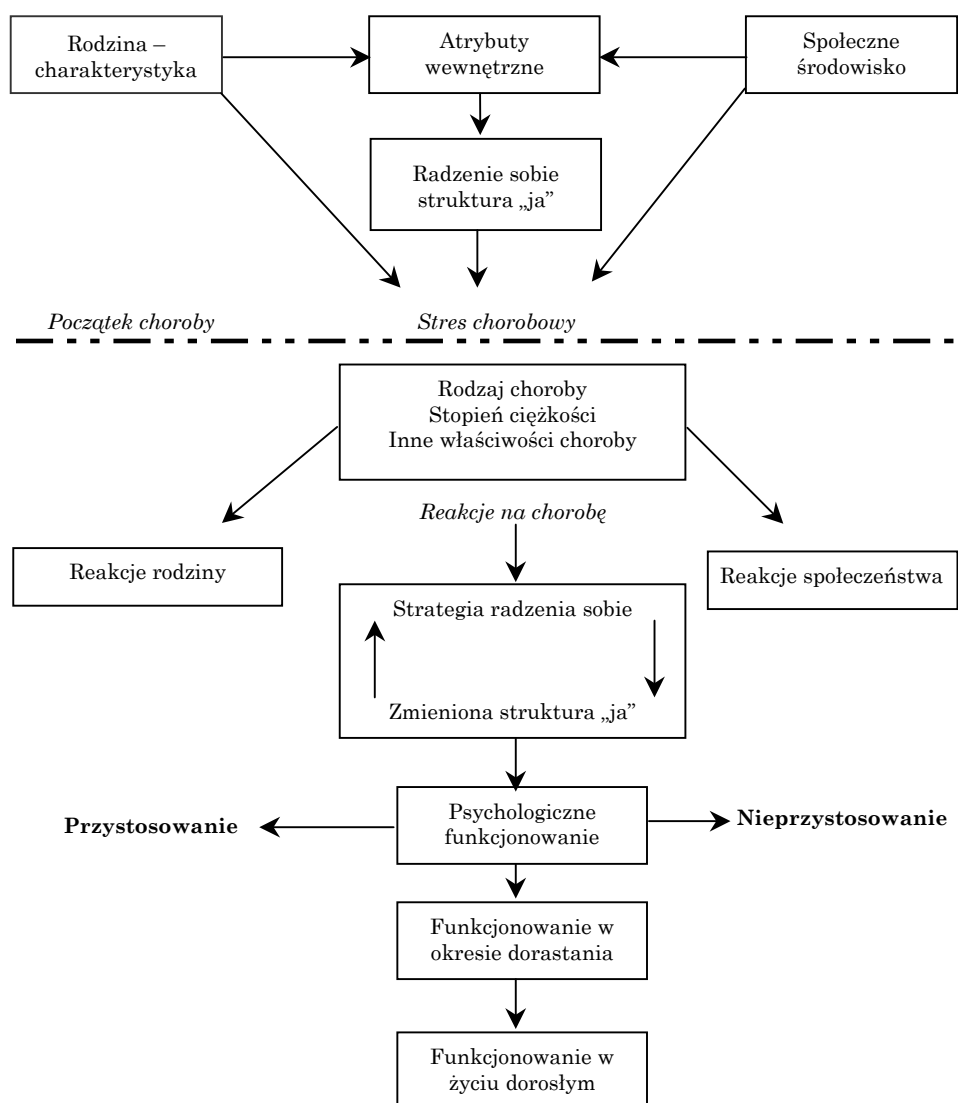 Rodzina –
charakterystyka
Atrybuty
wewnętrzne
Społeczne
środowisko
Radzenie sobie
struktura „ja”
Początek choroby
Stres chorobowy
Rodzaj choroby
Stopień ciężkości
Inne właściwości choroby
Reakcje na chorobę
Reakcje rodziny
Reakcje społeczeństwa
Strategia radzenia sobie
Zmieniona struktura „ja”
Przystosowanie
Psychologiczne
funkcjonowanie
Nieprzystosowanie
Funkcjonowanie w
okresie dorastania
Funkcjonowanie w
życiu dorosłym